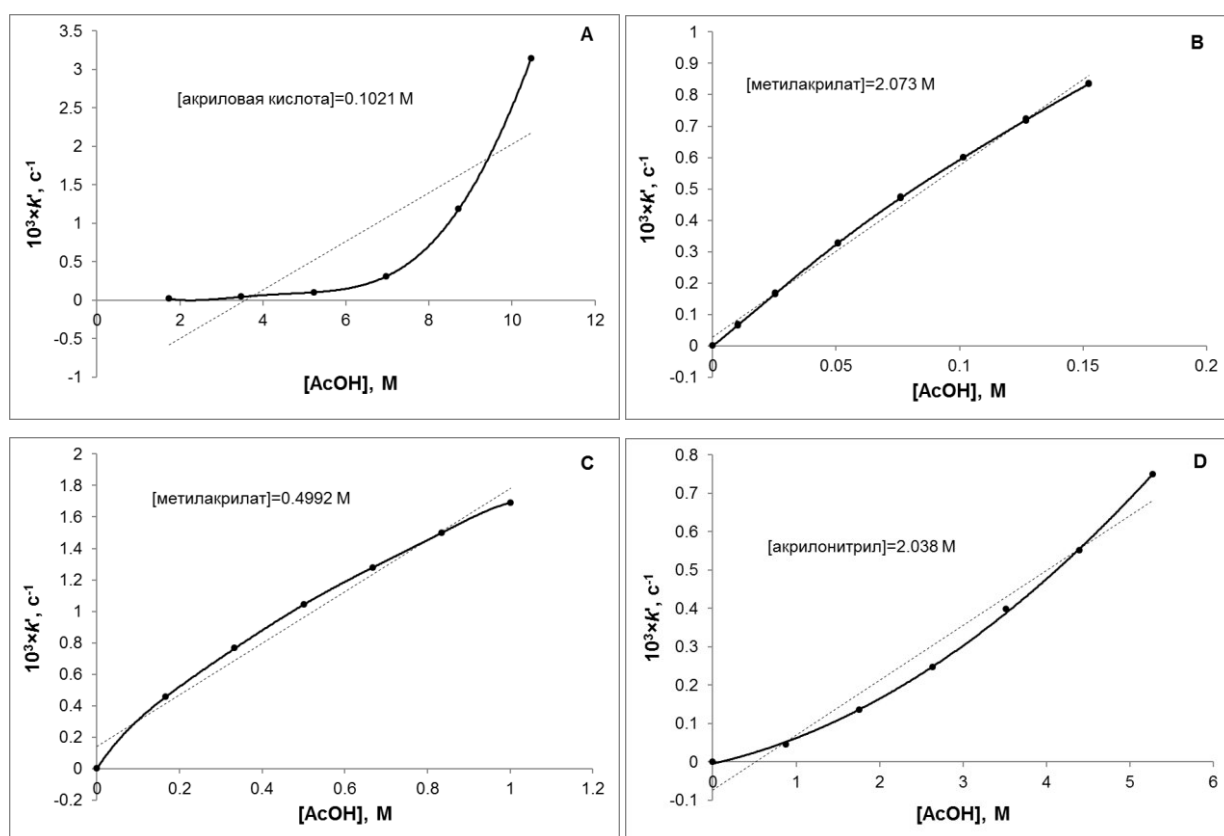 A
[акриловая кислота]=0.1021 М
10³×k', с⁻¹
3.5
3
2.5
2
1.5
1
0.5
0
-0.5
-1
0 2 4 6 8 10 12
[AcOH], М
B
[метилакрилат]=2.073 М
10³×k', с⁻¹
1
0.9
0.8
0.7
0.6
0.5
0.4
0.3
0.2
0.1
0
-0.1
0 0.05 0.1 0.15 0.2
[AcOH], М
C
[метилакрилат]=0.4992 М
10³×k', с⁻¹
2
1.8
1.6
1.4
1.2
1
0.8
0.6
0.4
0.2
0
-0.2
0 0.2 0.4 0.6 0.8 1 1.2
[AcOH], М
D
[акрилонитрил]=2.038 М
10³×k', с⁻¹
0.8
0.7
0.6
0.5
0.4
0.3
0.2
0.1
0
-0.1
0 1 2 3 4 5 6
[AcOH], М